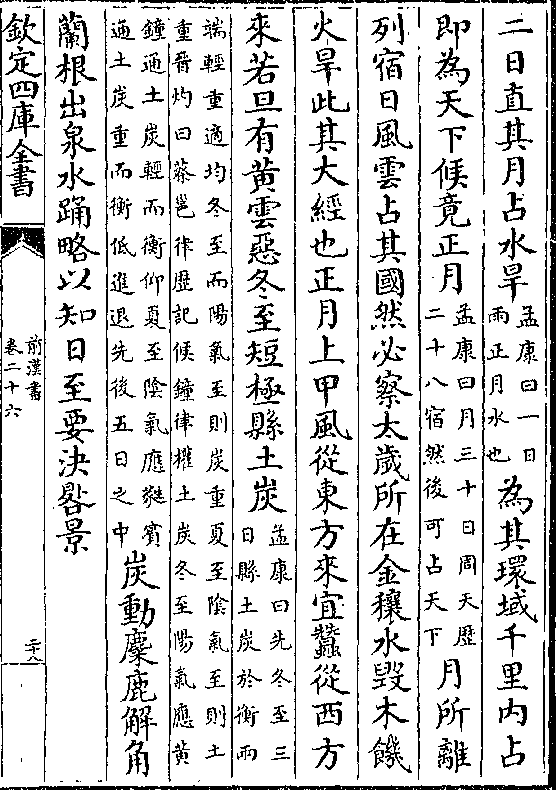 二日直其月占水旱孟康曰一日雨正月水也為其環域千里内占
即為天下候竟正月孟康曰月三十日周天歷二十八宿然後可占天下月所離
列宿日風雲占其國然必察太歲所在金穰水毁木饑
火旱此其大經也正月上甲風從東方來宜蠶從西方
來若旦有黃雲惡冬至短極縣土炭孟康曰先冬至三日縣土炭於衡兩
端輕重適均冬至而陽氣至則炭重夏至陰氣至則土
重晉灼曰蔡邕律歷記候鐘律權土炭冬至陽氣應黃
鐘通土炭輕而衡仰夏至陰氣應蕤賓
通土炭重而衡低進退先後五日之中炭動麋鹿解角
蘭根出泉水踊略以知日至要決晷景
欽定四庫全書
前漢書
卷二十六
二十八